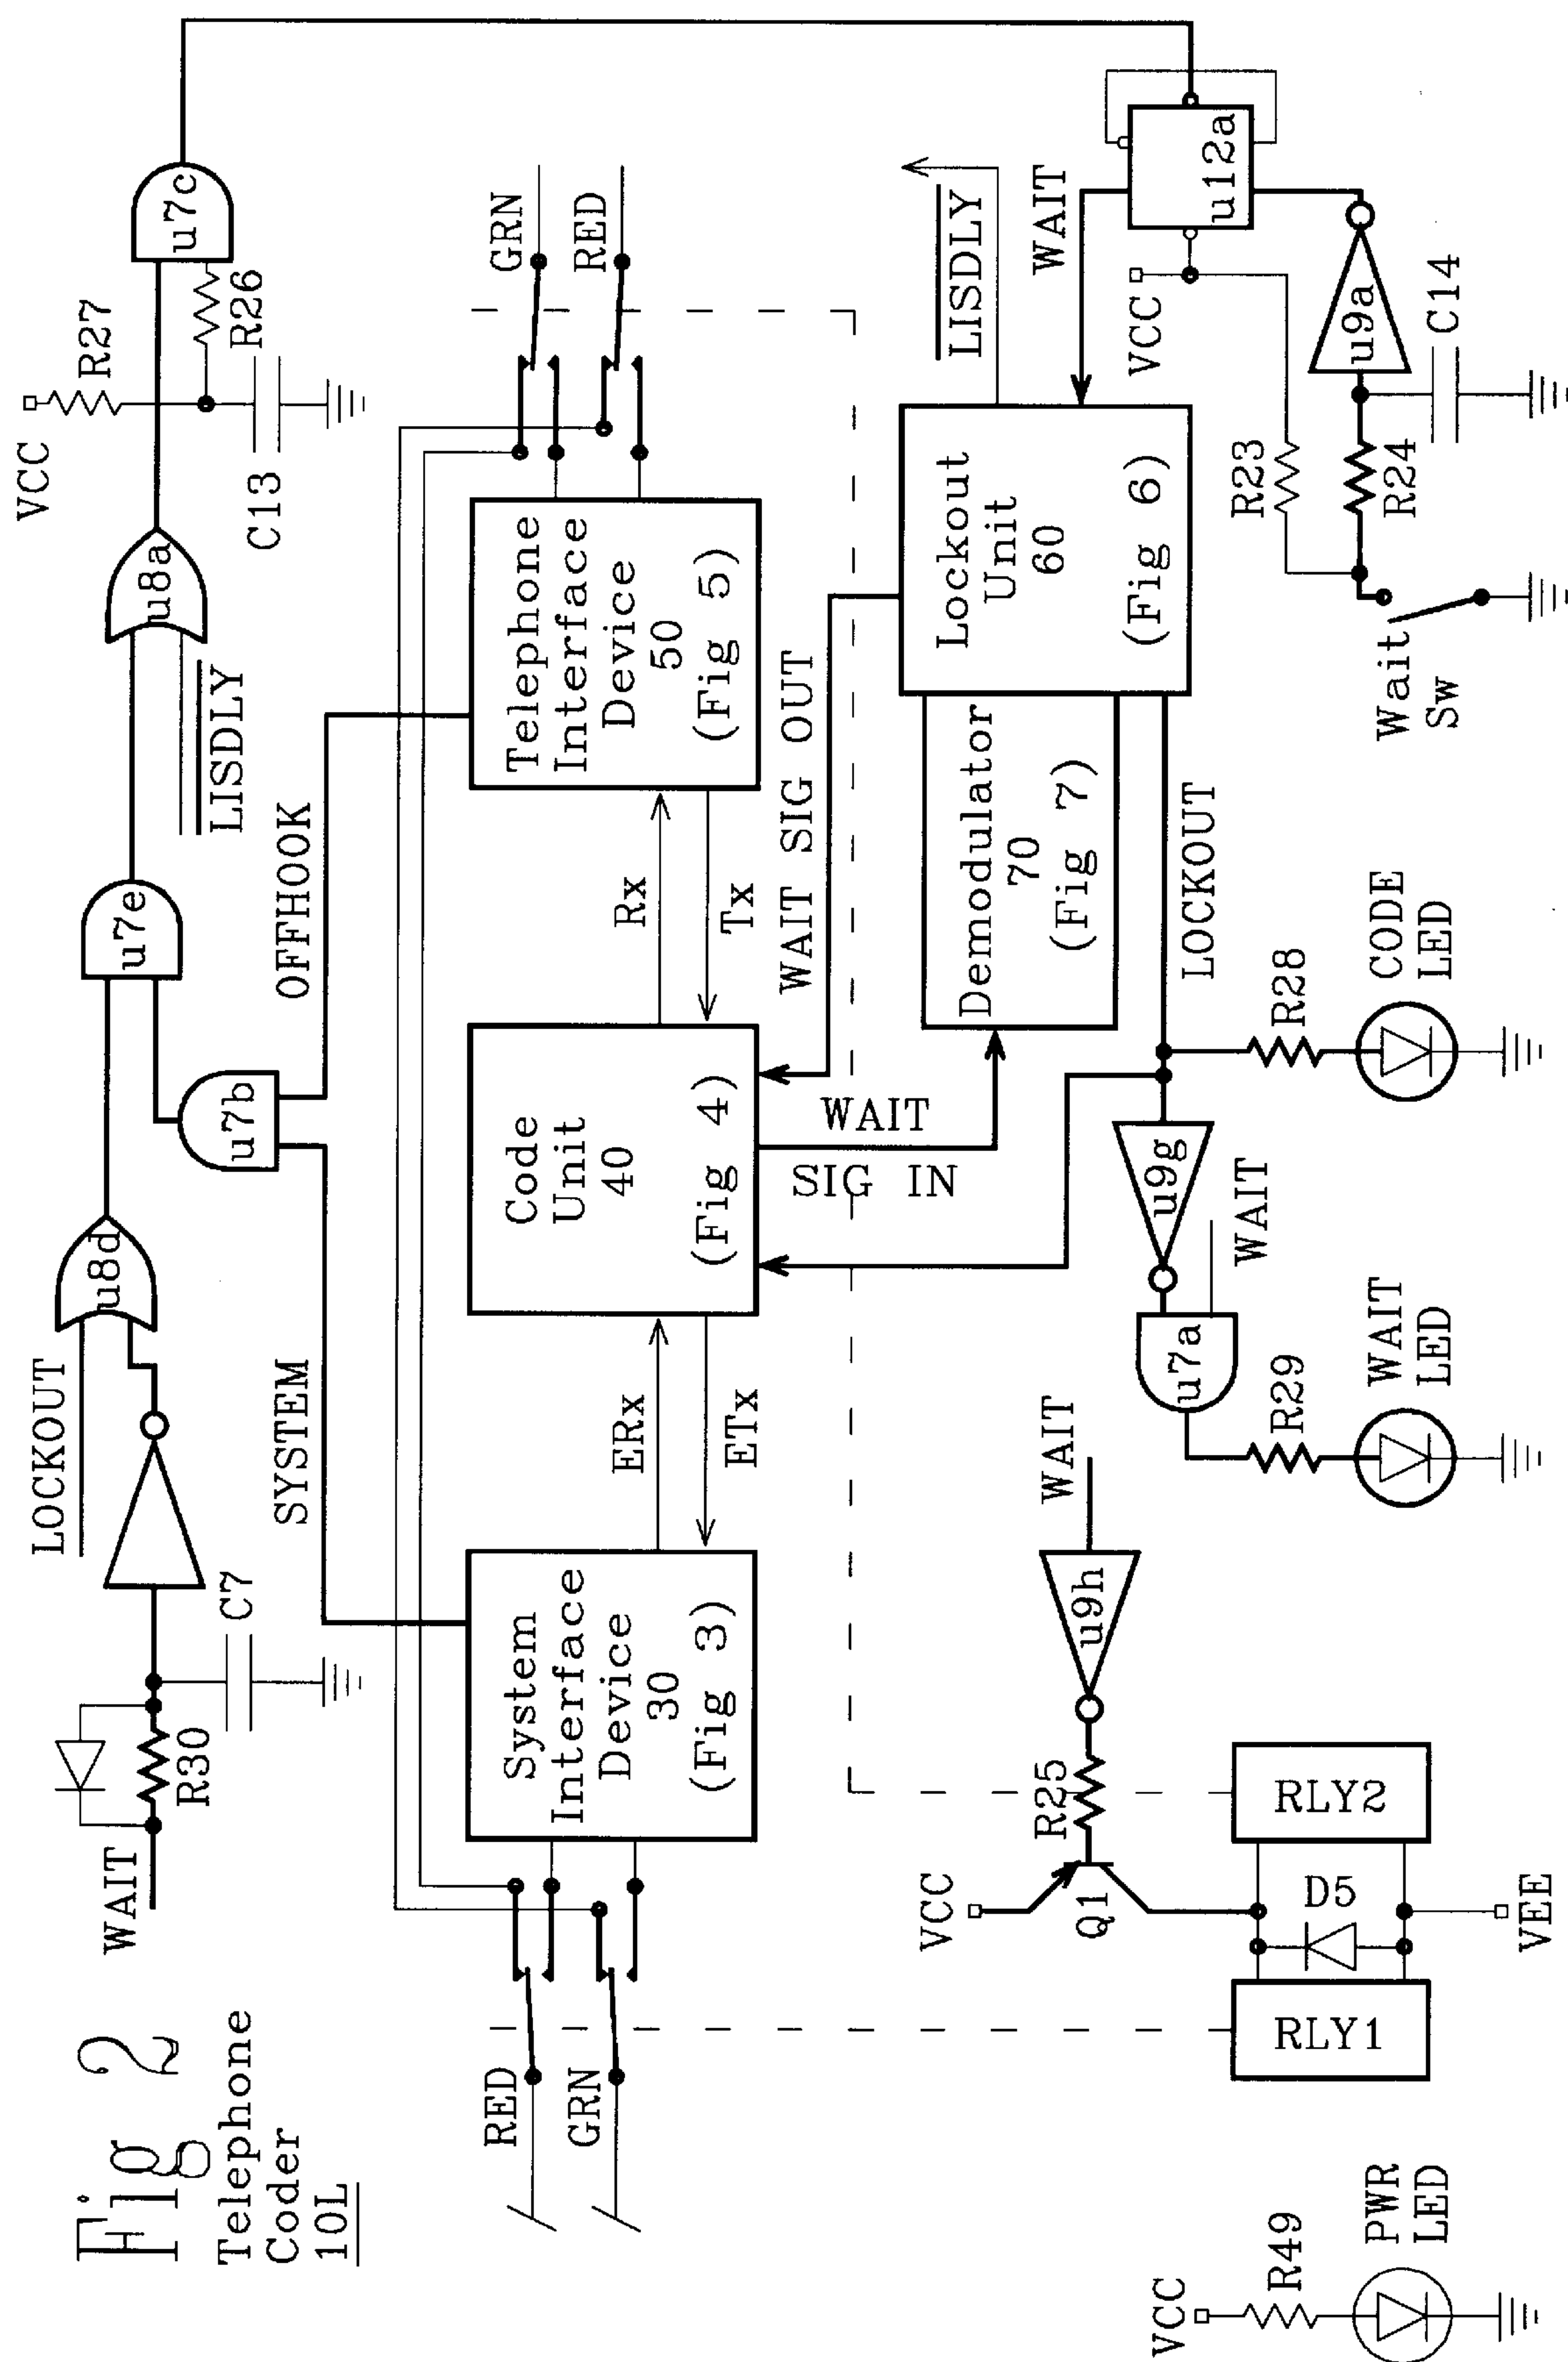 Fig 2
Telephone
Coder
10L
WAIT
R30
C7
LOCKOUT
u8d
u7e
u7b
LISDLY
u8a
VCC
R27
C13
R26
u7c
SYSTEM
OFFHOOK
RED
GRN
System
Interface
Device
30
(Fig 3)
ERx
ETx
Code
Unit
40
(Fig 4)
Rx
Tx
Telephone
Interface
Device
50
(Fig 5)
GRN
RED
WAIT SIG OUT
WAIT
SIG IN
Demodulator
70
(Fig 7)
Lockout
Unit
60
(Fig 6)
LISDLY
WAIT
VCC
u12a
u9a
C14
R23
R24
Wait
Sw
LOCKOUT
R28
CODE
LED
u9g
WAIT
u7a
R29
WAIT
LED
WAIT
u9h
R25
VCC
Q1
RLY2
D5
VEE
RLY1
VCC
R49
PWR
LED